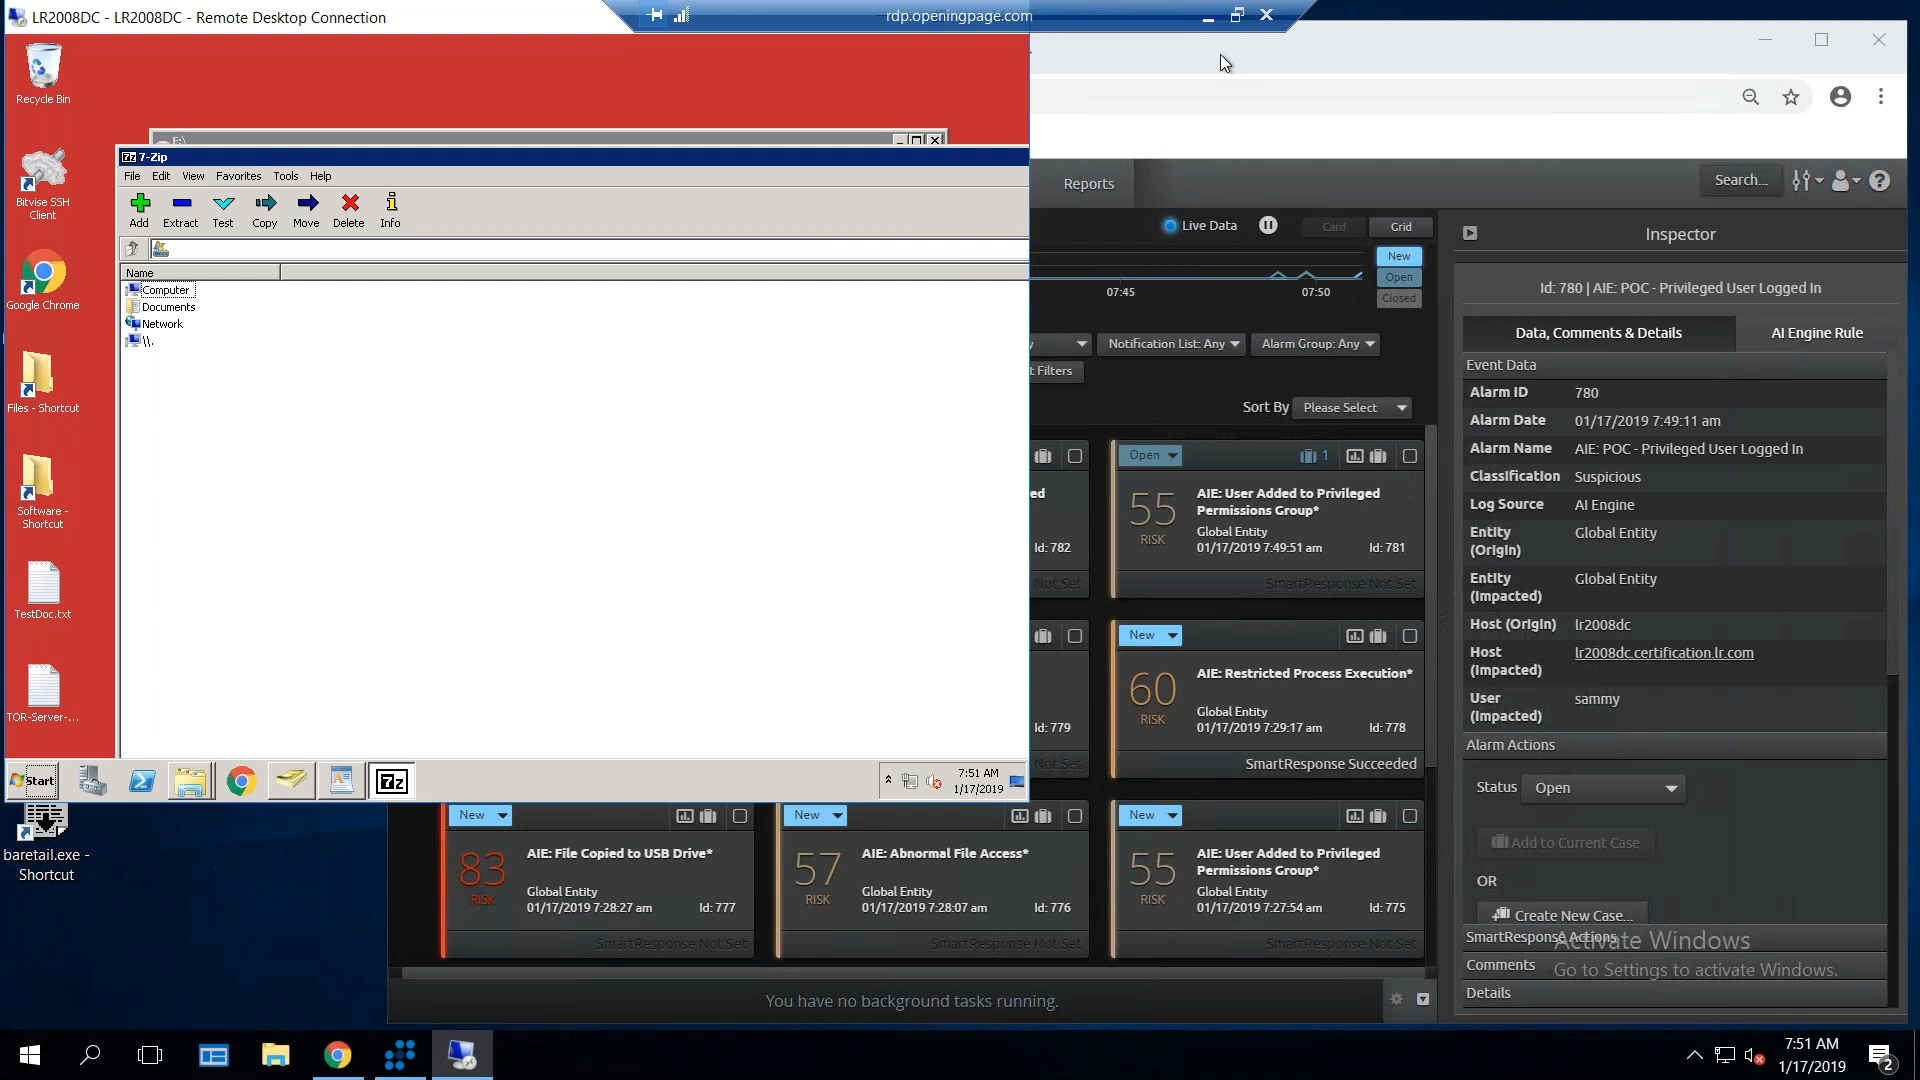 LR2008DC - LR2008DC - Remote Desktop Connection
rdp.openingpage.com
Recycle Bin
Bitvise SSH
Client
Google Chrome
Files - Shortcut
Software -
Shortcut
TestDoc.txt
TOR-Server-...
baretail.exe -
Shortcut
E:\
7-Zip
File Edit View Favorites Tools Help
Add Extract Test Copy Move Delete Info
Name
Computer
Documents
Network
\\.
Start
7:51 AM
1/17/2019
Reports
Search...
Live Data
Card
Grid
New
Open
Closed
07:45
07:50
Notification List: Any
Alarm Group: Any
t Filters
Sort By Please Select
ed
Id: 782
Not Set
Open
1
55
RISK
AIE: User Added to Privileged
Permissions Group*
Global Entity
01/17/2019 7:49:51 am Id: 781
SmartResponse Not Set
Id: 779
Not Set
New
60
RISK
AIE: Restricted Process Execution*
Global Entity
01/17/2019 7:29:17 am Id: 778
SmartResponse Succeeded
New
83
RISK
AIE: File Copied to USB Drive*
Global Entity
01/17/2019 7:28:27 am Id: 777
SmartResponse Not Set
New
57
RISK
AIE: Abnormal File Access*
Global Entity
01/17/2019 7:28:07 am Id: 776
SmartResponse Not Set
New
55
RISK
AIE: User Added to Privileged
Permissions Group*
Global Entity
01/17/2019 7:27:54 am Id: 775
SmartResponse Not Set
You have no background tasks running.
Inspector
Id: 780 | AIE: POC - Privileged User Logged In
Data, Comments & Details
AI Engine Rule
Event Data
Alarm ID 780
Alarm Date 01/17/2019 7:49:11 am
Alarm Name AIE: POC - Privileged User Logged In
Classification Suspicious
Log Source AI Engine
Entity
(Origin) Global Entity
Entity
(Impacted) Global Entity
Host (Origin) lr2008dc
Host
(Impacted) lr2008dc.certification.lr.com
User
(Impacted) sammy
Alarm Actions
Status Open
Add to Current Case
OR
Create New Case...
SmartResponse Actions
Comments
Details
Activate Windows
Go to Settings to activate Windows.
7:51 AM
1/17/2019
2